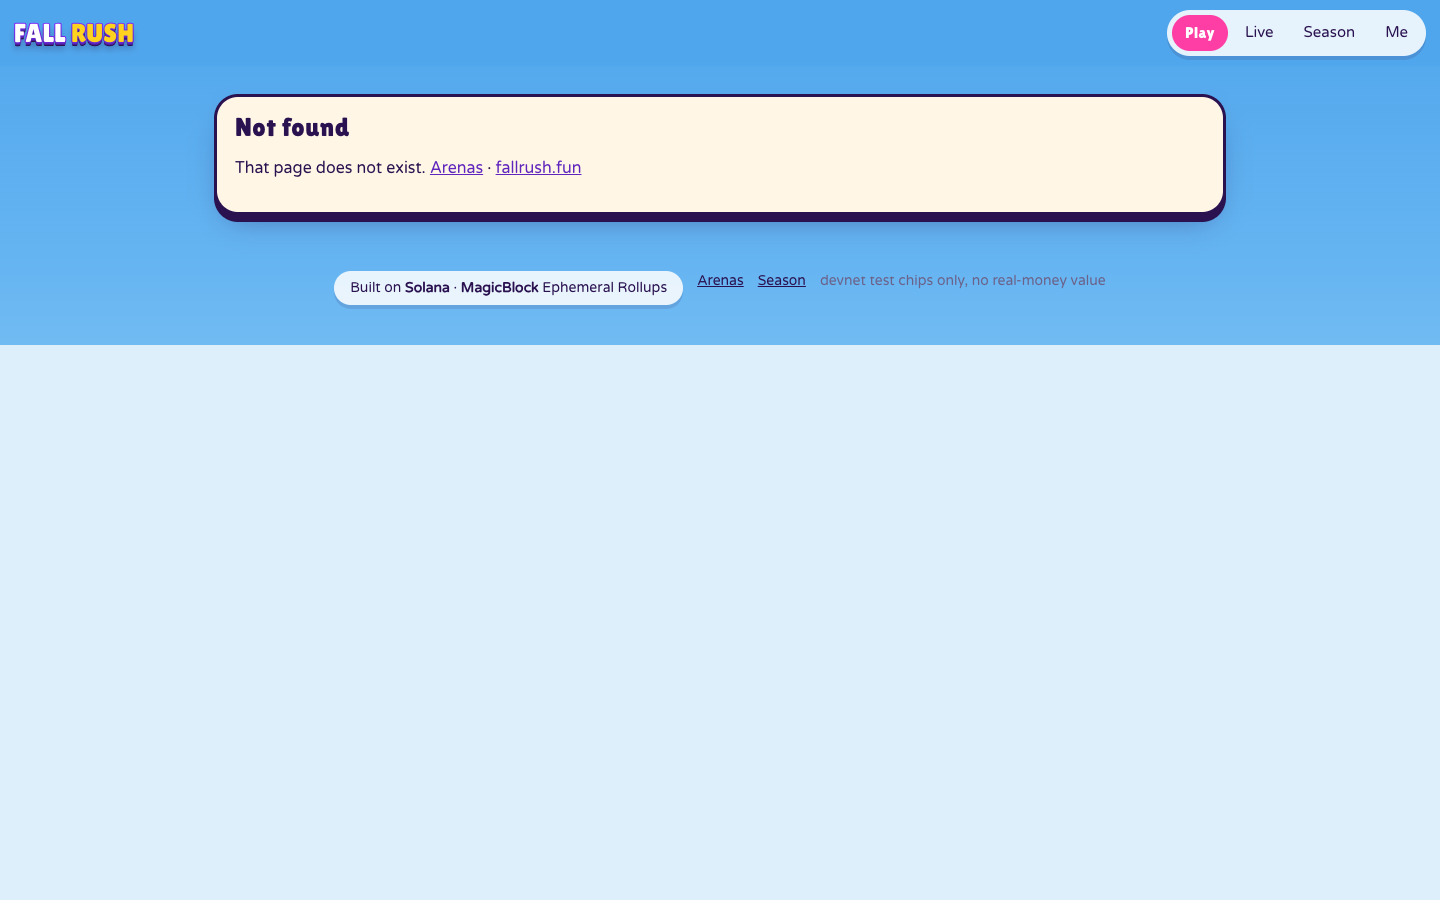 FALL RUSH
Play Live Season Me
Not found
That page does not exist. Arenas · fallrush.fun
Built on Solana · MagicBlock Ephemeral Rollups Arenas Season devnet test chips only, no real-money value